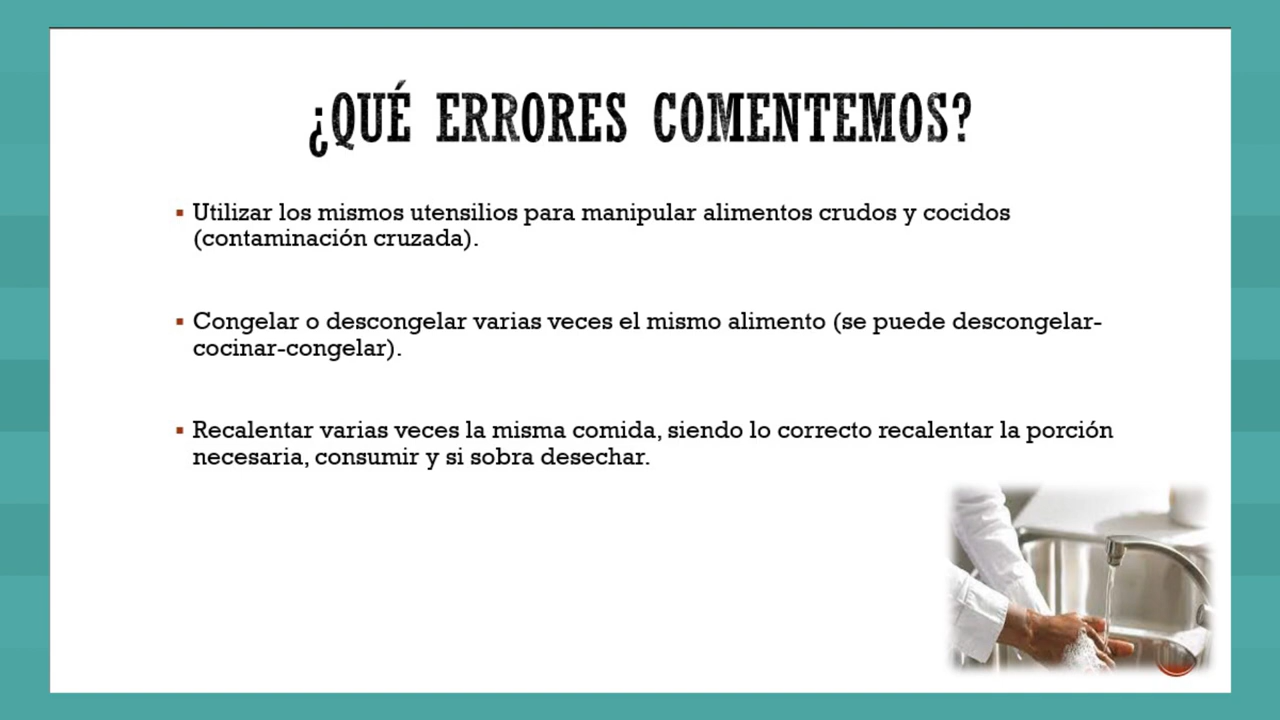 ¿QUÉ ERRORES COMENTEMOS?
▪ Utilizar los mismos utensilios para manipular alimentos crudos y cocidos
(contaminación cruzada).
▪ Congelar o descongelar varias veces el mismo alimento (se puede descongelar-
cocinar-congelar).
▪ Recalentar varias veces la misma comida, siendo lo correcto recalentar la porción
necesaria, consumir y si sobra desechar.